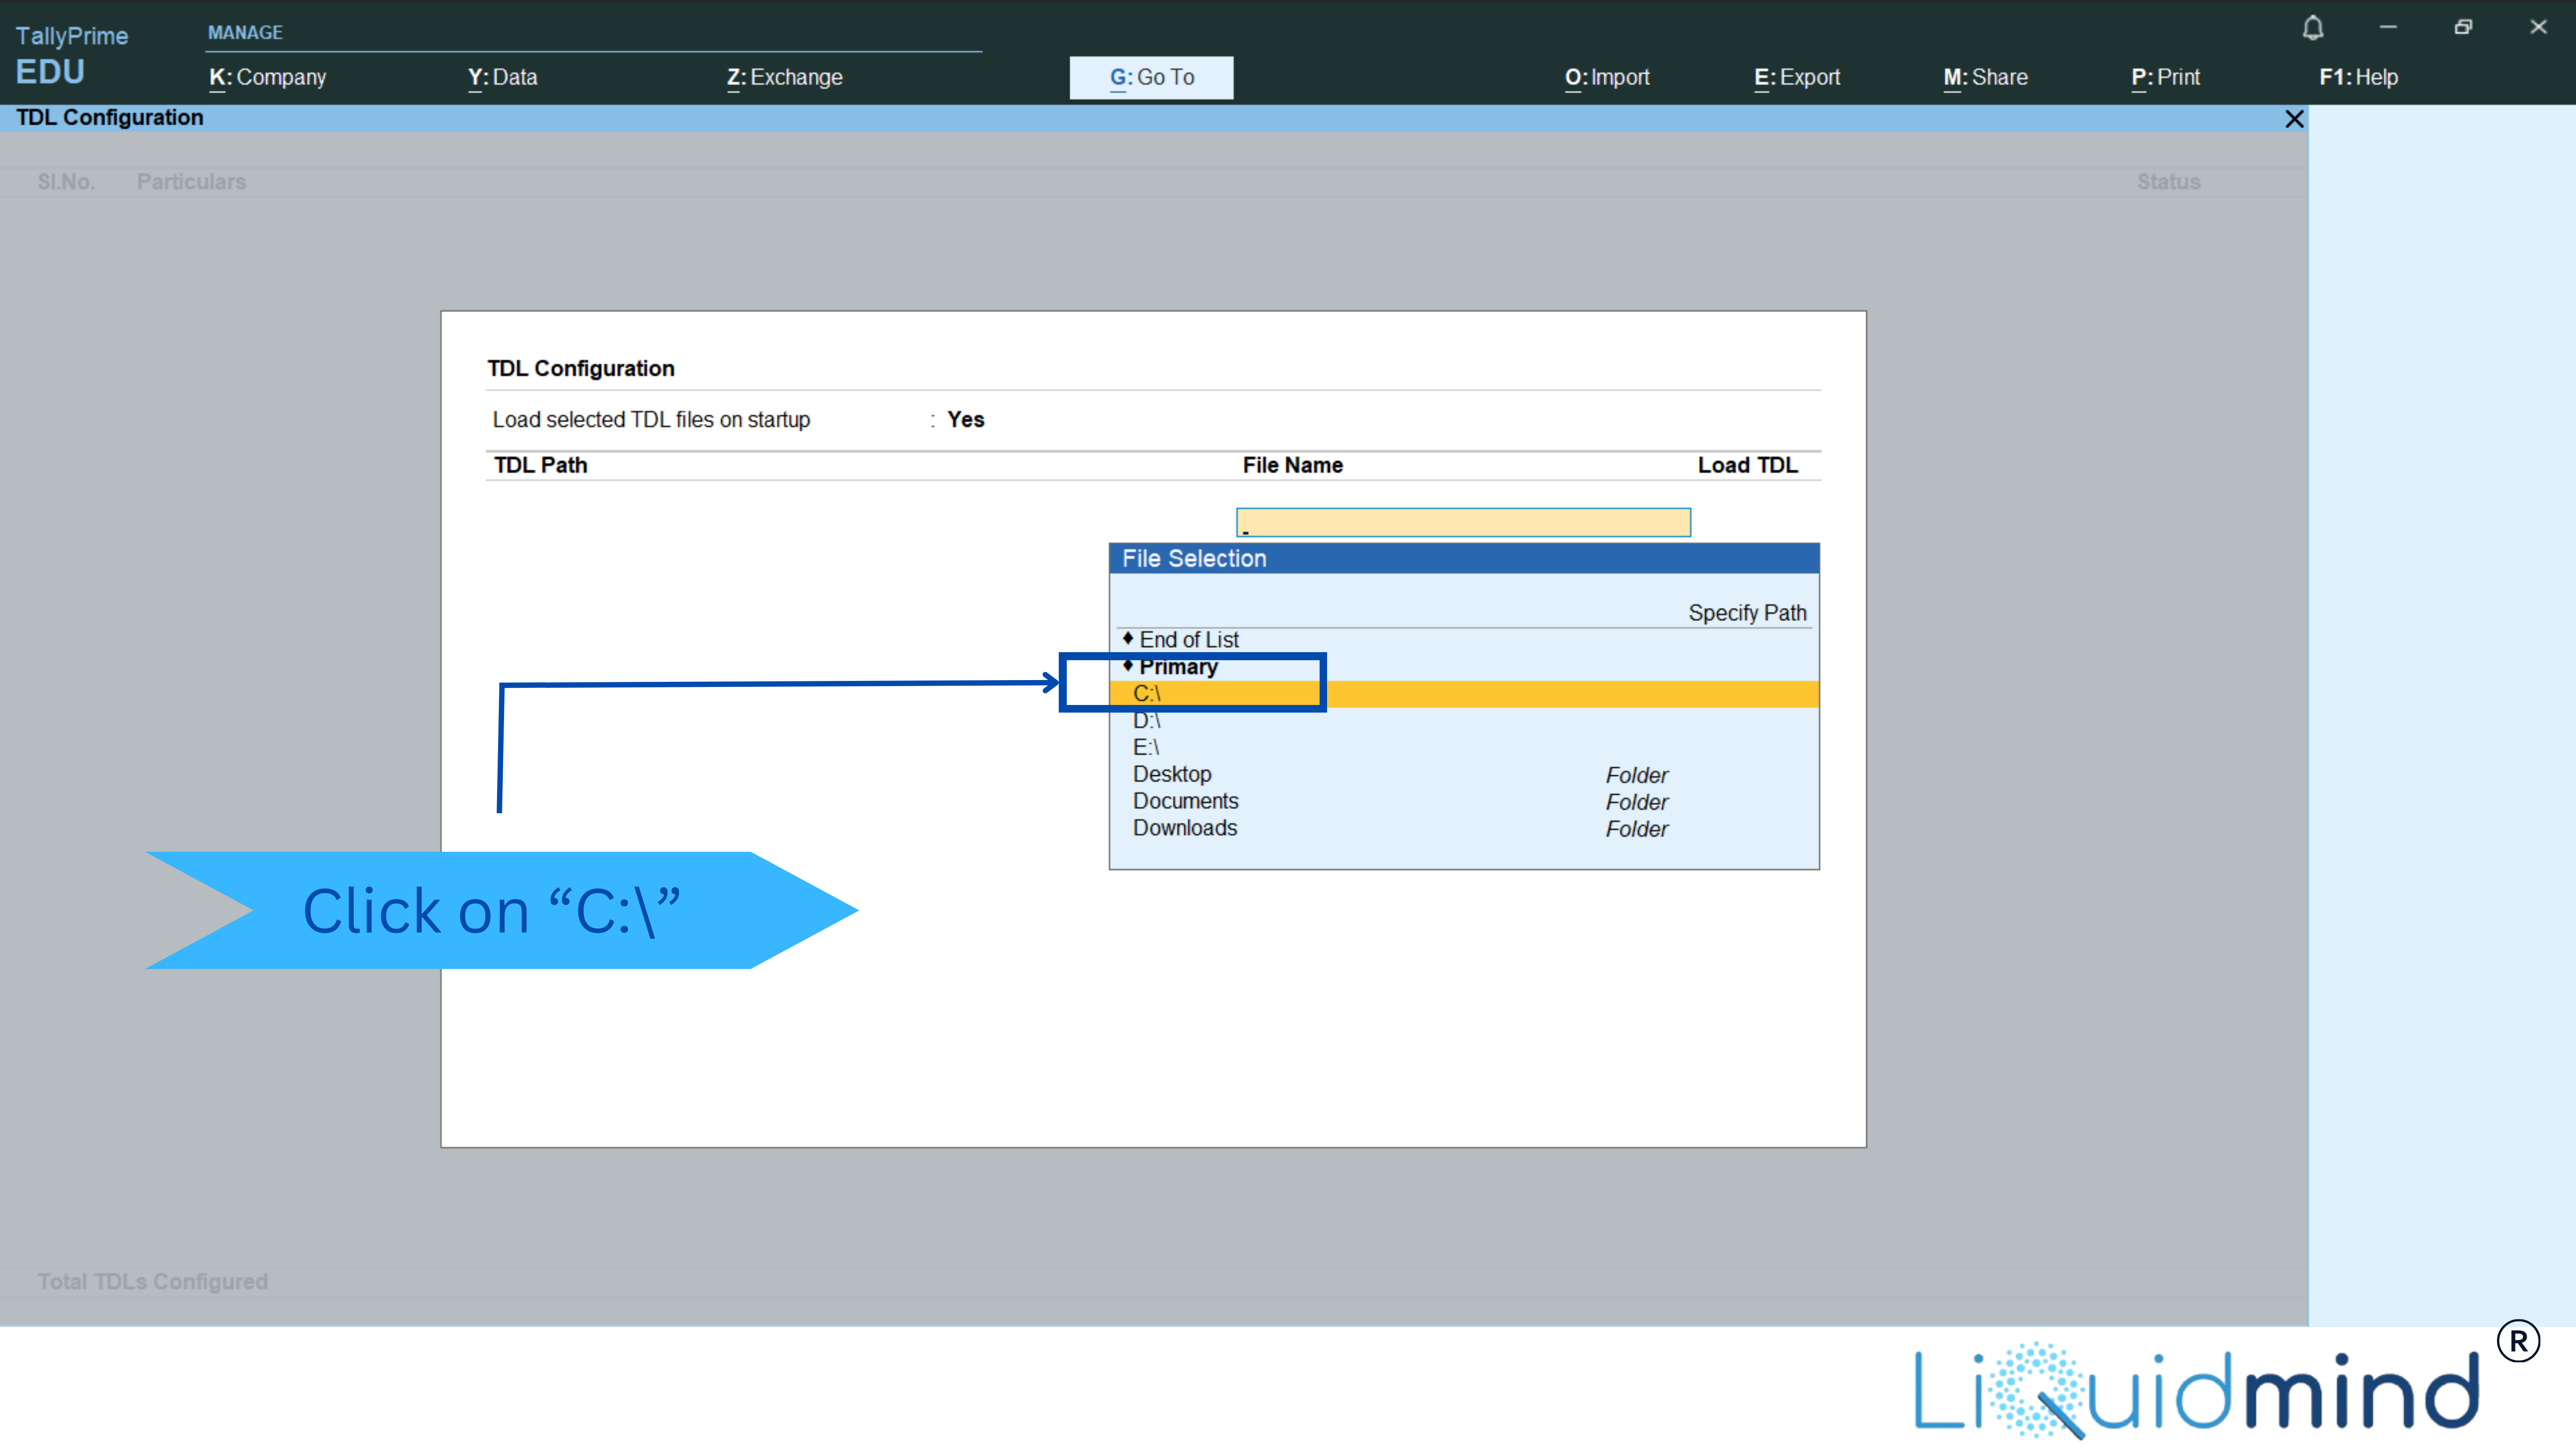 TallyPrime
EDU
MANAGE
K: Company Y: Data Z: Exchange G: Go To O: Import E: Export M: Share P: Print F1: Help
TDL Configuration
Sl.No. Particulars Status
TDL Configuration
Load selected TDL files on startup : Yes
TDL Path File Name Load TDL
File Selection
Specify Path
♦ End of List
♦ Primary
C:\
D:\
E:\
Desktop Folder
Documents Folder
Downloads Folder
Click on “C:\”
Total TDLs Configured
LiQuidmind ®